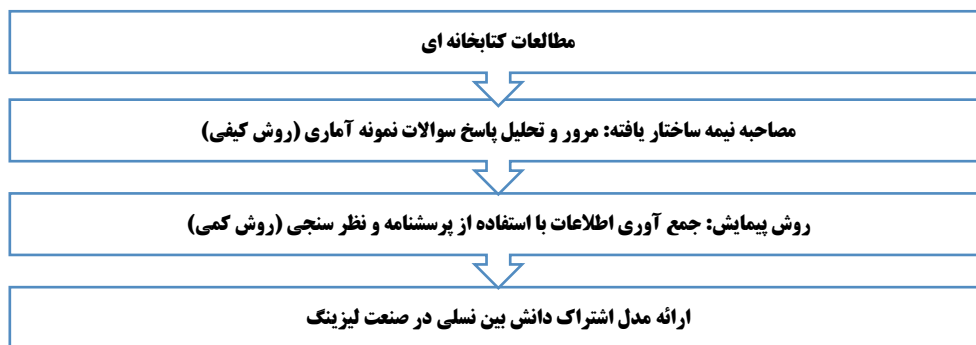 مطالعات کتابخانه ای
مصاحبه نیمه ساختار یافته: مرور و تحلیل پاسخ سوالات نمونه آماری (روش کیفی)
روش پیمایش: جمع آوری اطلاعات با استفاده از پرسشنامه و نظر سنجی (روش کمی)
ارائه مدل اشتراک دانش بین نسلی در صنعت لیزینگ